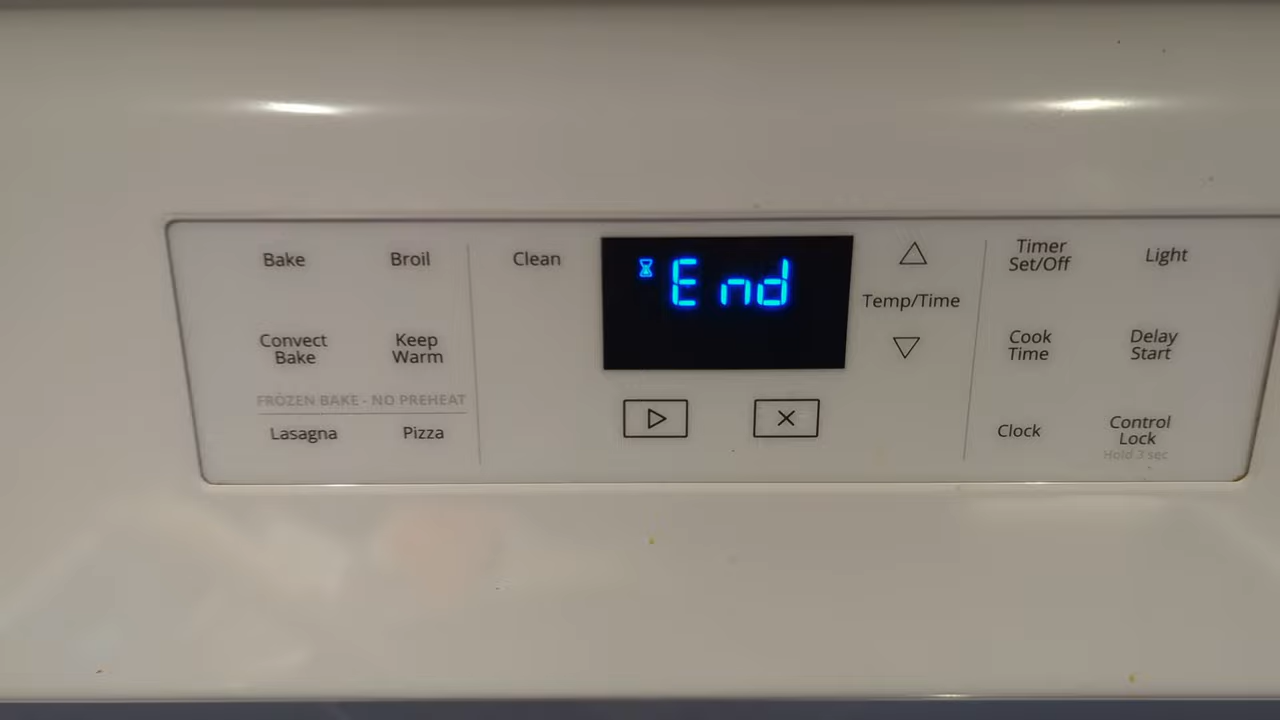 Bake
Broil
Clean
End
Temp/Time
Timer
Set/Off
Light
Convect
Bake
Keep
Warm
Cook
Time
Delay
Start
FROZEN BAKE - NO PREHEAT
Lasagna
Pizza
Clock
Control
Lock
Hold 3 sec